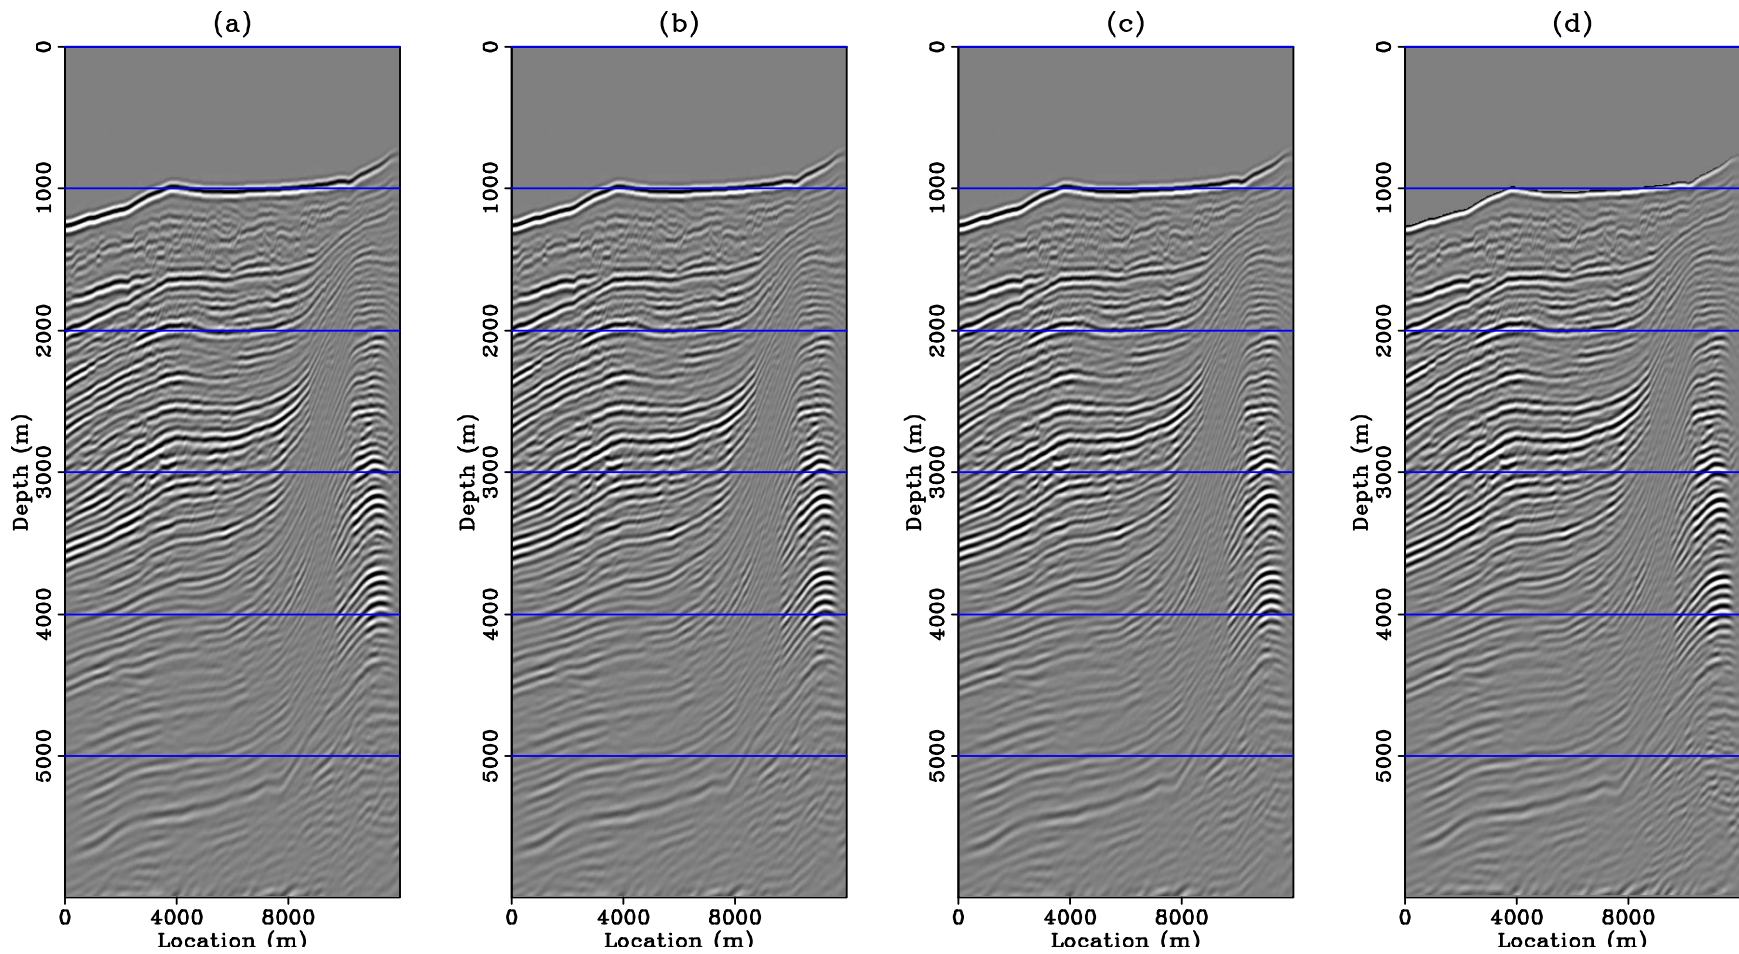 (a) (b) (c) (d)
0 0 0 0
1000 1000 1000 1000
2000 2000 2000 2000
3000 3000 3000 3000
4000 4000 4000 4000
5000 5000 5000 5000
Depth (m) Depth (m) Depth (m) Depth (m)
0 4000 8000 0 4000 8000 0 4000 8000 0 4000 8000
Location (m) Location (m) Location (m) Location (m)